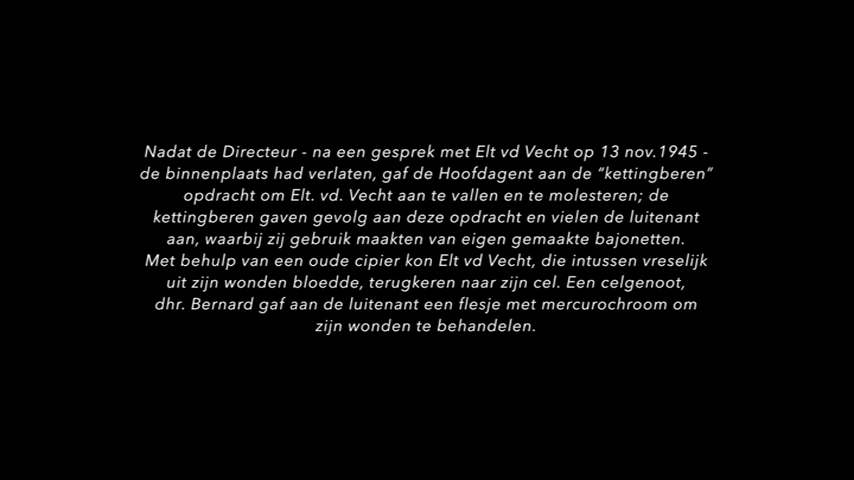 Nadat de Directeur - na een gesprek met Elt vd Vecht op 13 nov.1945 -
de binnenplaats had verlaten, gaf de Hoofdagent aan de “kettingberen”
opdracht om Elt. vd. Vecht aan te vallen en te molesteren; de
kettingberen gaven gevolg aan deze opdracht en vielen de luitenant
aan, waarbij zij gebruik maakten van eigen gemaakte bajonetten.
Met behulp van een oude cipier kon Elt vd Vecht, die intussen vreselijk
uit zijn wonden bloedde, terugkeren naar zijn cel. Een celgenoot,
dhr. Bernard gaf aan de luitenant een flesje met mercurochroom om
zijn wonden te behandelen.